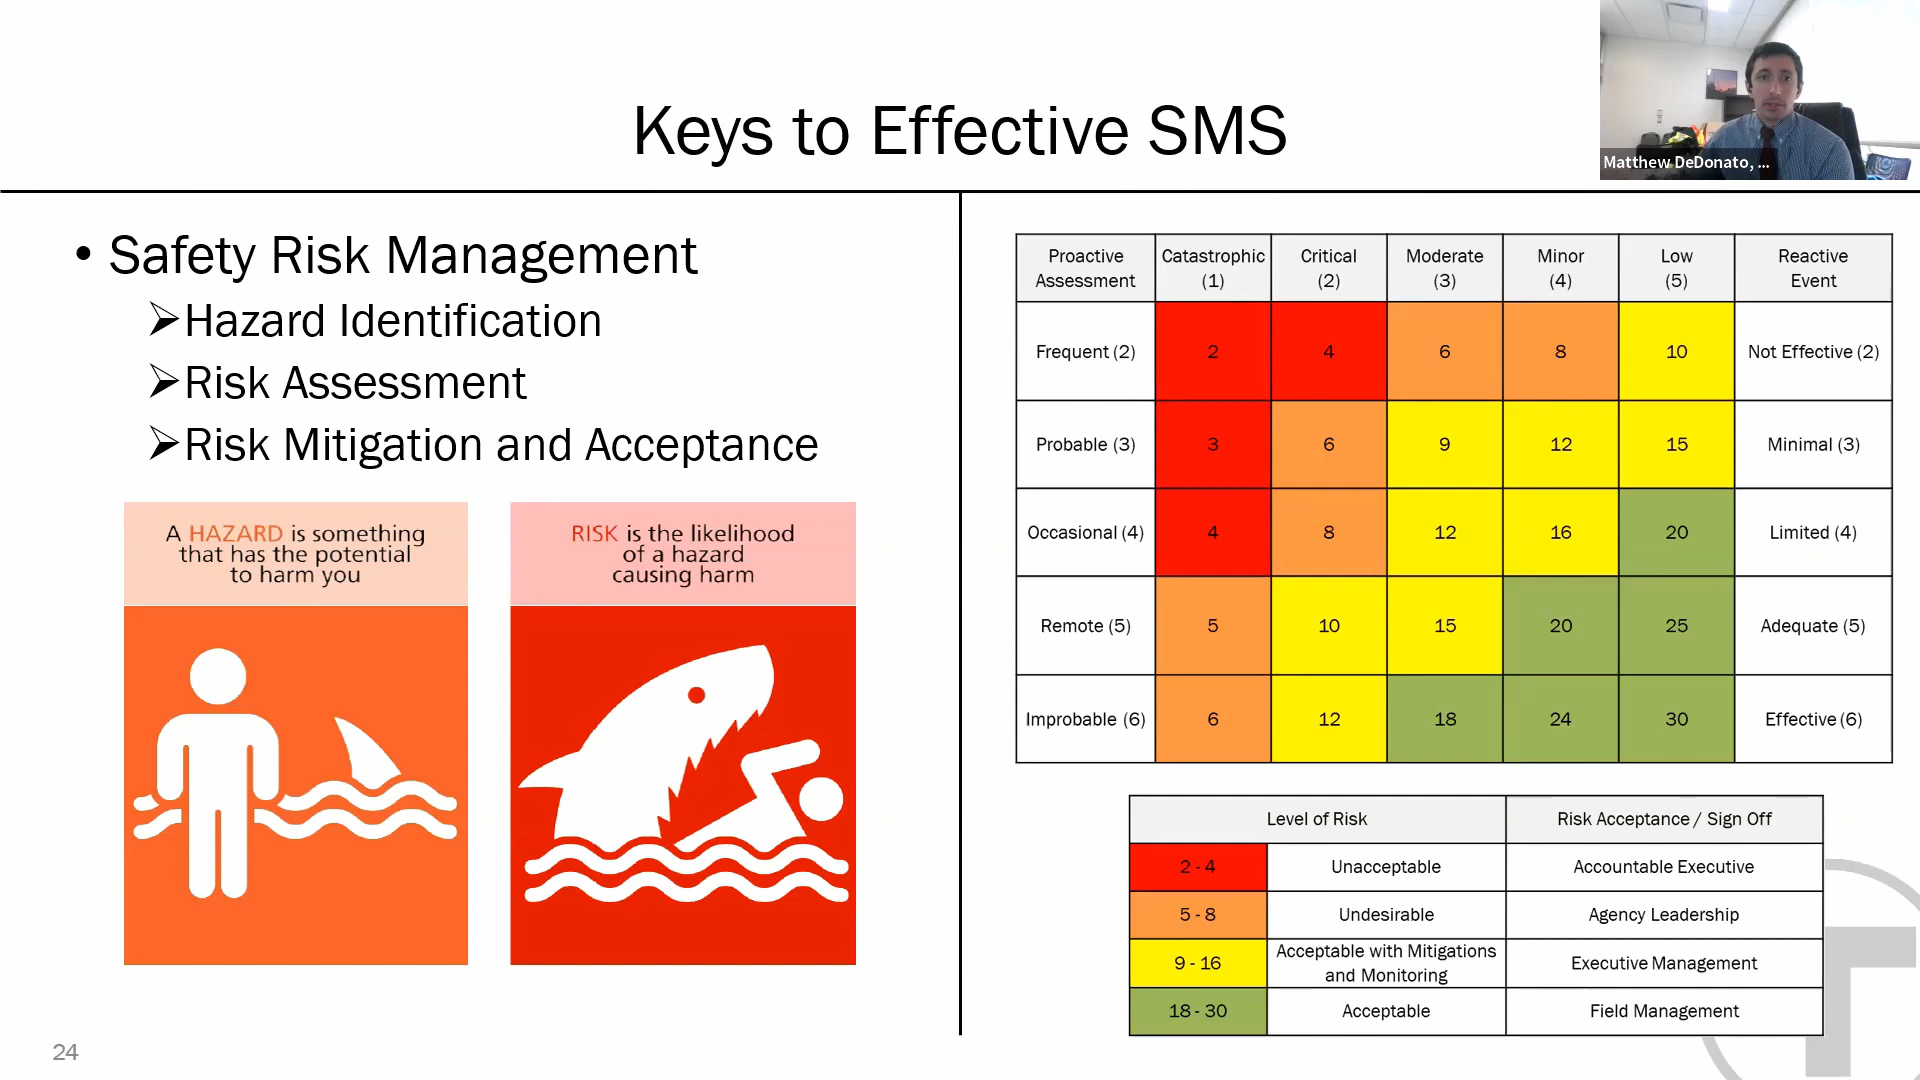 Keys to Effective SMS
Matthew DeDonato, ...
• Safety Risk Management
➢Hazard Identification
➢Risk Assessment
➢Risk Mitigation and Acceptance
A HAZARD is something
that has the potential
to harm you
RISK is the likelihood
of a hazard
causing harm
Proactive Assessment Catastrophic (1) Critical (2) Moderate (3) Minor (4) Low (5) Reactive Event
Frequent (2) 2 4 6 8 10 Not Effective (2)
Probable (3) 3 6 9 12 15 Minimal (3)
Occasional (4) 4 8 12 16 20 Limited (4)
Remote (5) 5 10 15 20 25 Adequate (5)
Improbable (6) 6 12 18 24 30 Effective (6)
Level of Risk Risk Acceptance / Sign Off
2 - 4 Unacceptable Accountable Executive
5 - 8 Undesirable Agency Leadership
9 - 16 Acceptable with Mitigations and Monitoring Executive Management
18 - 30 Acceptable Field Management
24